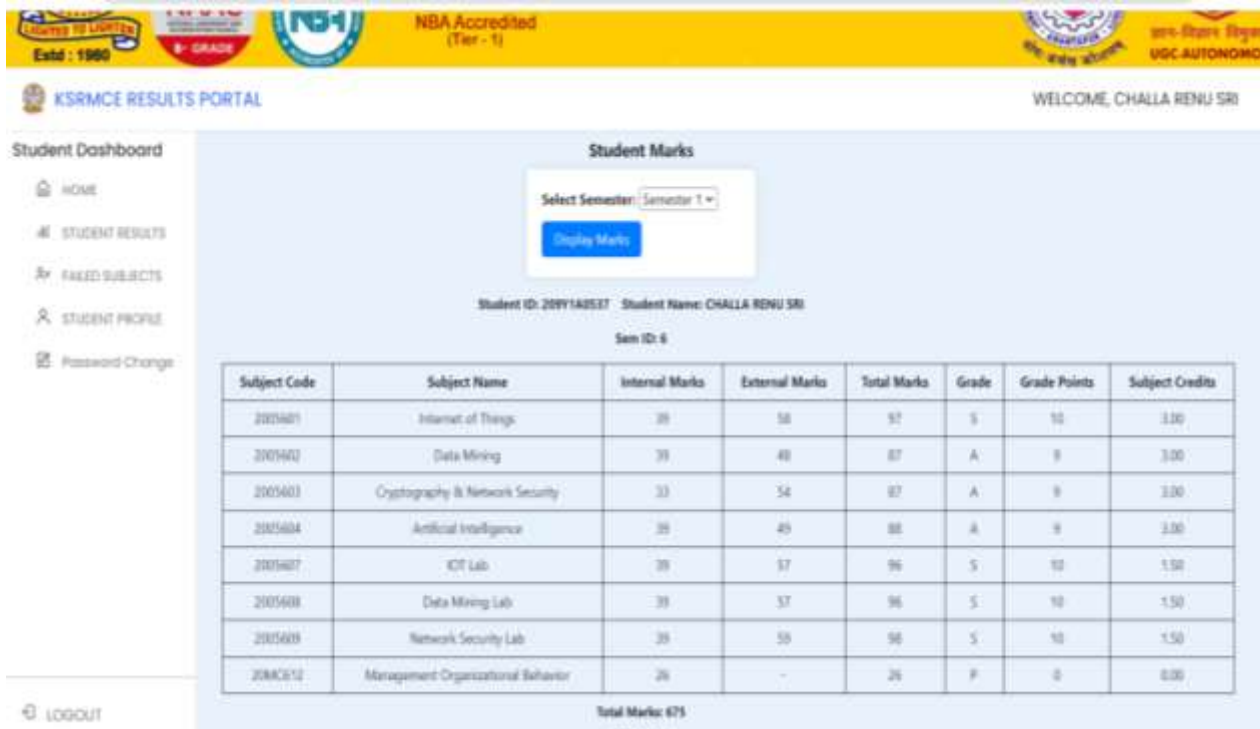 LIGHTED TO LIGHTEN
Estd : 1980
GRADE
NBA
NBA Accredited
(Tier - 1)
UGC-AUTONOMO
KSRMCE RESULTS PORTAL
WELCOME, CHALLA RENU SRI
Student Dashboard
HOME
STUDENT RESULTS
FAILED SUBJECTS
STUDENT PROFILE
Password Change
LOGOUT
Student Marks
Select Semester: Semester 1
Display Marks
Student ID: 209Y1A0537 Student Name: CHALLA RENU SRI
Sem ID: 6
Subject Code Subject Name Internal Marks External Marks Total Marks Grade Grade Points Subject Credits
2005601 Internet of Things 39 58 97 S 10 3.00
2005602 Data Mining 39 48 87 A 9 3.00
2005603 Cryptography & Network Security 33 54 87 A 9 3.00
2005604 Artificial Intelligence 39 49 88 A 9 3.00
2005607 IOT Lab 39 57 96 S 10 1.50
2005608 Data Mining Lab 39 57 96 S 10 1.50
2005609 Network Security Lab 39 59 98 S 10 1.50
20MCE12 Management Organizational Behavior 26 - 26 P 0 0.00
Total Marks: 675